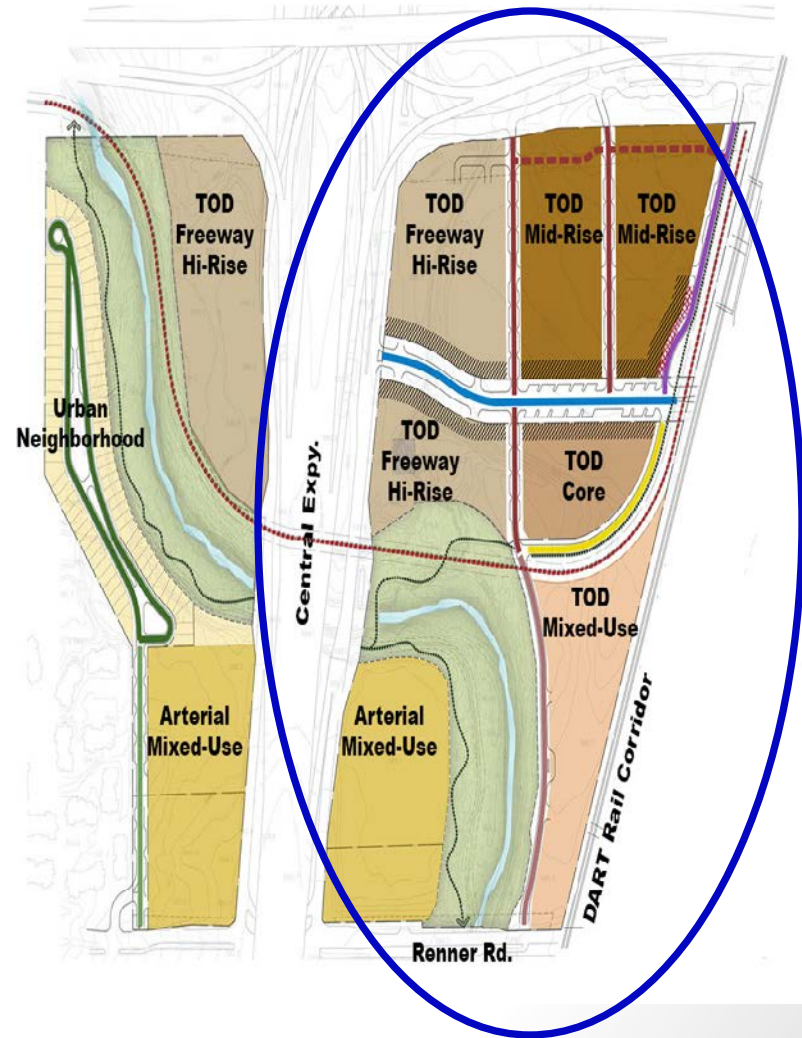 TOD
Freeway
Hi-Rise
TOD
Freeway
Hi-Rise
TOD
Mid-Rise
TOD
Mid-Rise
Urban
Neighborhood
TOD
Freeway
Hi-Rise
TOD
Core
Central Expy.
TOD
Mixed-Use
Arterial
Mixed-Use
Arterial
Mixed-Use
DART Rail Corridor
Renner Rd.